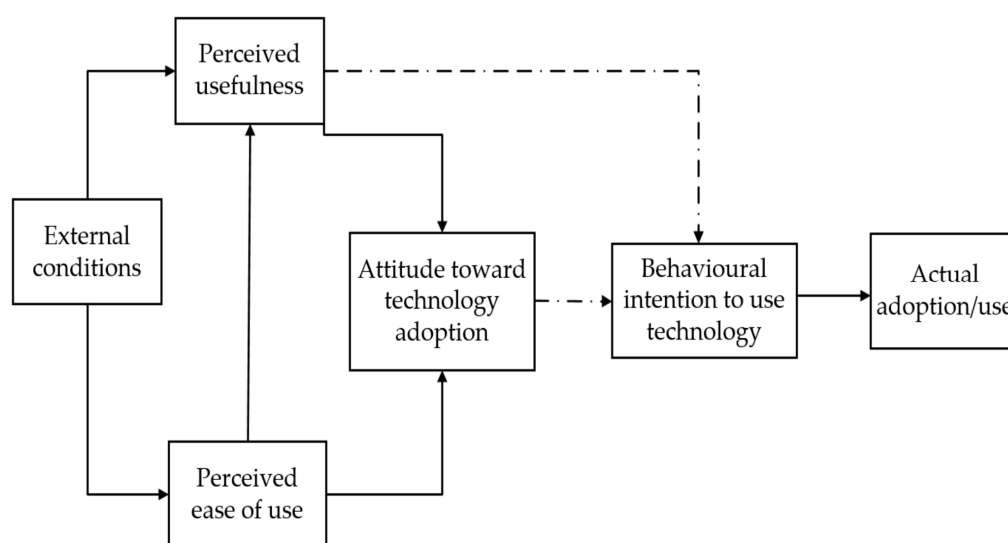 Perceived
usefulness
External
conditions
Attitude toward
technology
adoption
Behavioural
intention to use
technology
Actual
adoption/use
Perceived
ease of use